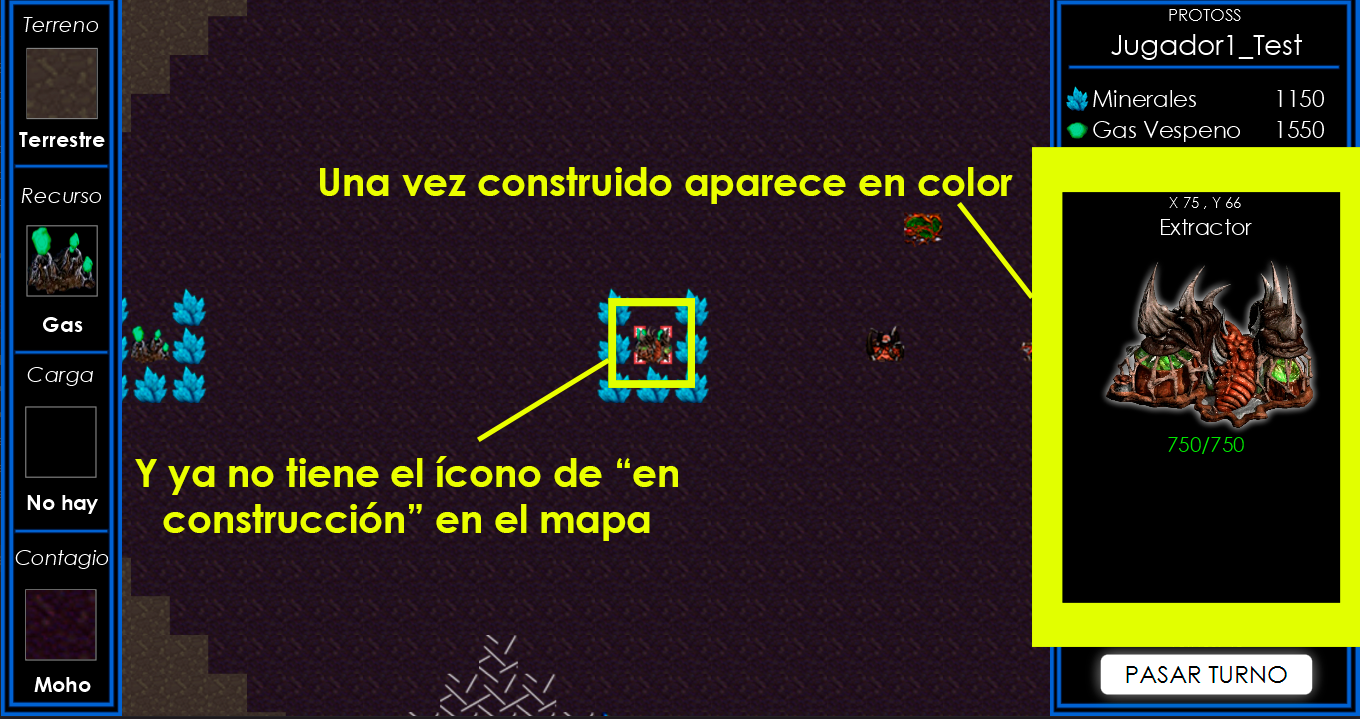 Terreno
Terrestre
Recurso
Gas
Carga
No hay
Contagio
Moho
Una vez construido aparece en color
Y ya no tiene el ícono de “en
construcción” en el mapa
PROTOSS
Jugador1_Test
Minerales 1150
Gas Vespeno 1550
X 75 , Y 66
Extractor
750/750
PASAR TURNO